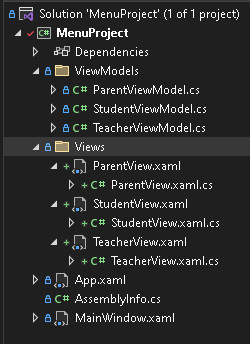 Solution 'MenuProject' (1 of 1 project)
C# MenuProject
Dependencies
ViewModels
C# ParentViewModel.cs
C# StudentViewModel.cs
C# TeacherViewModel.cs
Views
ParentView.xaml
C# ParentView.xaml.cs
StudentView.xaml
C# StudentView.xaml.cs
TeacherView.xaml
C# TeacherView.xaml.cs
App.xaml
C# AssemblyInfo.cs
MainWindow.xaml